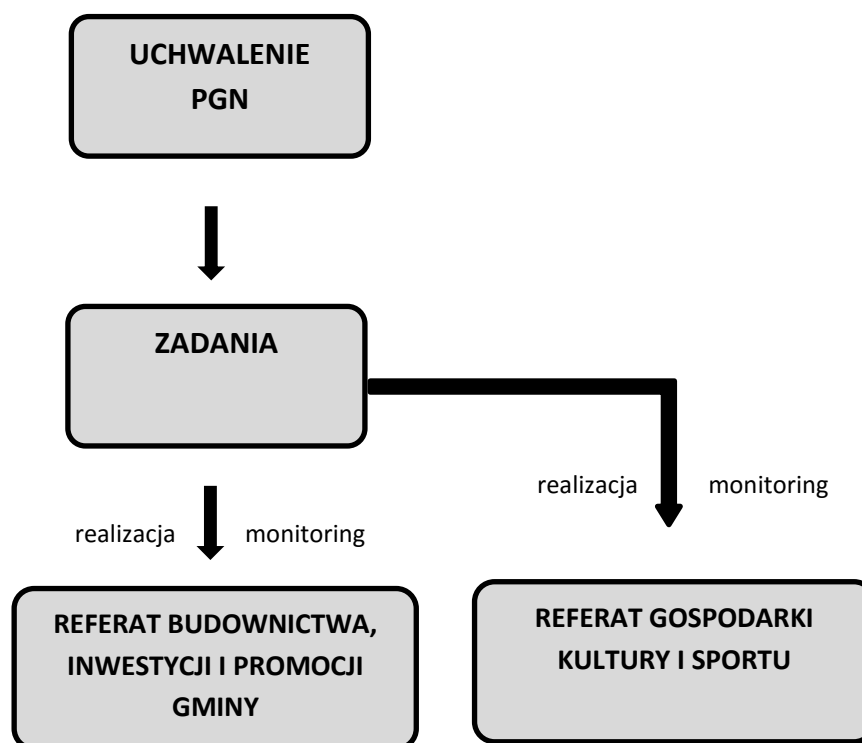 UCHWALENIE
PGN
ZADANIA
realizacja monitoring
realizacja monitoring
REFERAT BUDOWNICTWA,
INWESTYCJI I PROMOCJI
GMINY
REFERAT GOSPODARKI
KULTURY I SPORTU